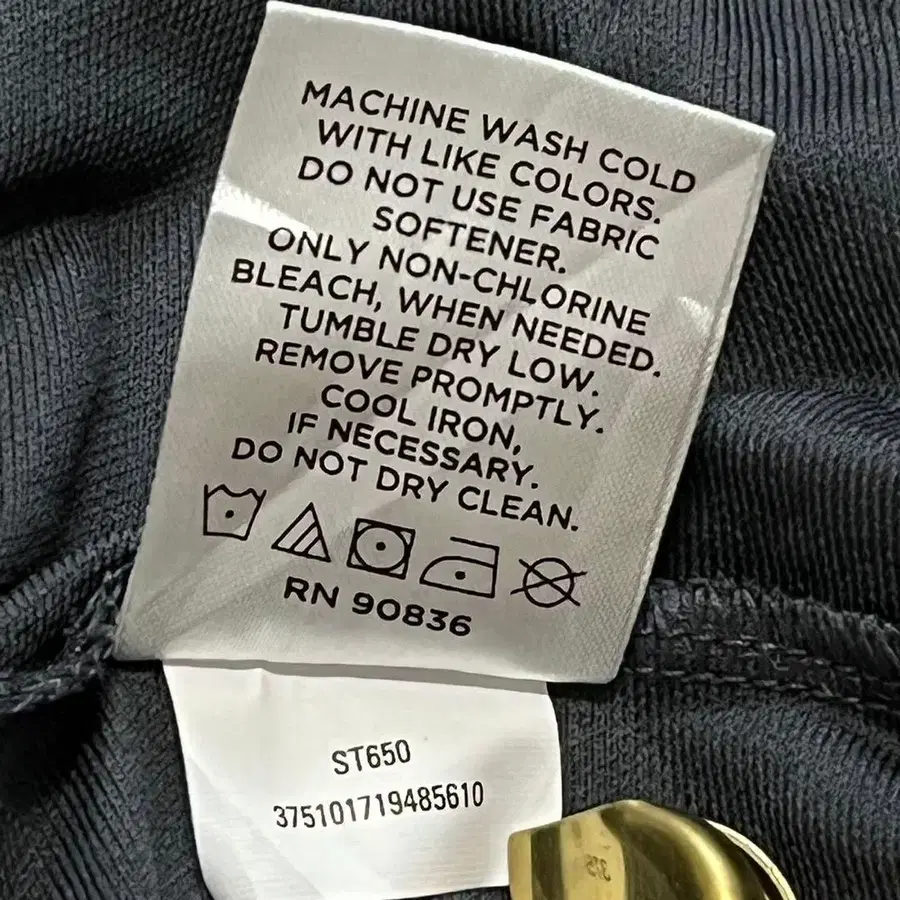 MACHINE WASH COLD
WITH LIKE COLORS.
DO NOT USE FABRIC
SOFTENER.
ONLY NON-CHLORINE
BLEACH, WHEN NEEDED.
TUMBLE DRY LOW.
REMOVE PROMPTLY.
COOL IRON,
IF NECESSARY.
DO NOT DRY CLEAN.
RN 90836
ST650
375101719485610